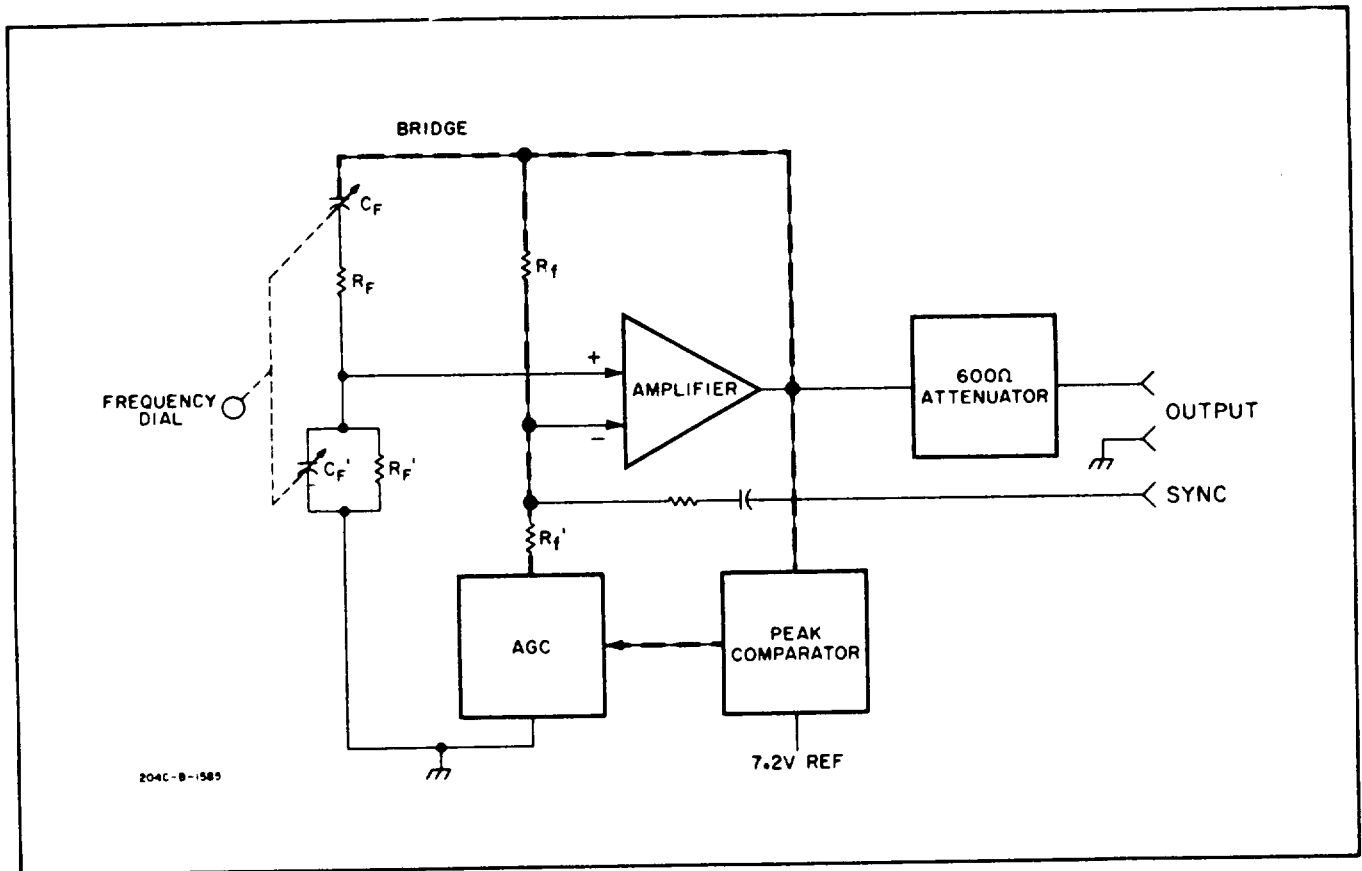 BRIDGE
C_F
R_F
R_f
+
AMPLIFIER
−
600Ω
ATTENUATOR
OUTPUT
FREQUENCY
DIAL
C_F'
R_F'
SYNC
R_f'
AGC
PEAK
COMPARATOR
7.2V REF
204C-B-1585